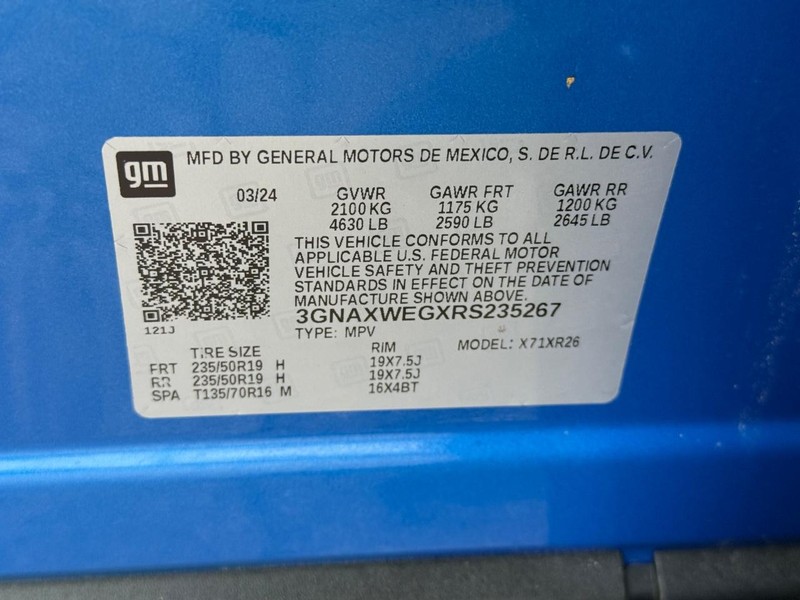 gm
MFD BY GENERAL MOTORS DE MEXICO, S. DE R.L. DE C.V.
03/24 GVWR GAWR FRT GAWR RR
2100 KG 1175 KG 1200 KG
4630 LB 2590 LB 2645 LB
THIS VEHICLE CONFORMS TO ALL
APPLICABLE U.S. FEDERAL MOTOR
VEHICLE SAFETY AND THEFT PREVENTION
STANDARDS IN EFFECT ON THE DATE OF
MANUFACTURE SHOWN ABOVE.
3GNAXWEGXRS235267
121J
TYPE: MPV
TIRE SIZE RIM MODEL: X71XR26
FRT 235/50R19 H 19X7.5J
RR 235/50R19 H 19X7.5J
SPA T135/70R16 M 16X4BT